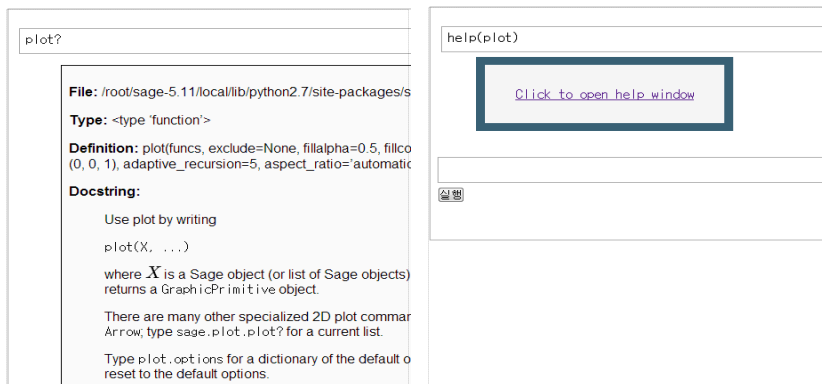 plot?
File: /root/sage-5.11/local/lib/python2.7/site-packages/s
Type: <type 'function'>
Definition: plot(funcs, exclude=None, fillalpha=0.5, fillco
(0, 0, 1), adaptive_recursion=5, aspect_ratio='automatic
Docstring:
Use plot by writing
plot(X, ...)
where X is a Sage object (or list of Sage objects)
returns a GraphicPrimitive object.
There are many other specialized 2D plot commar
Arrow; type sage.plot.plot? for a current list.
Type plot.options for a dictionary of the default o
reset to the default options.
help(plot)
Click to open help window
실행